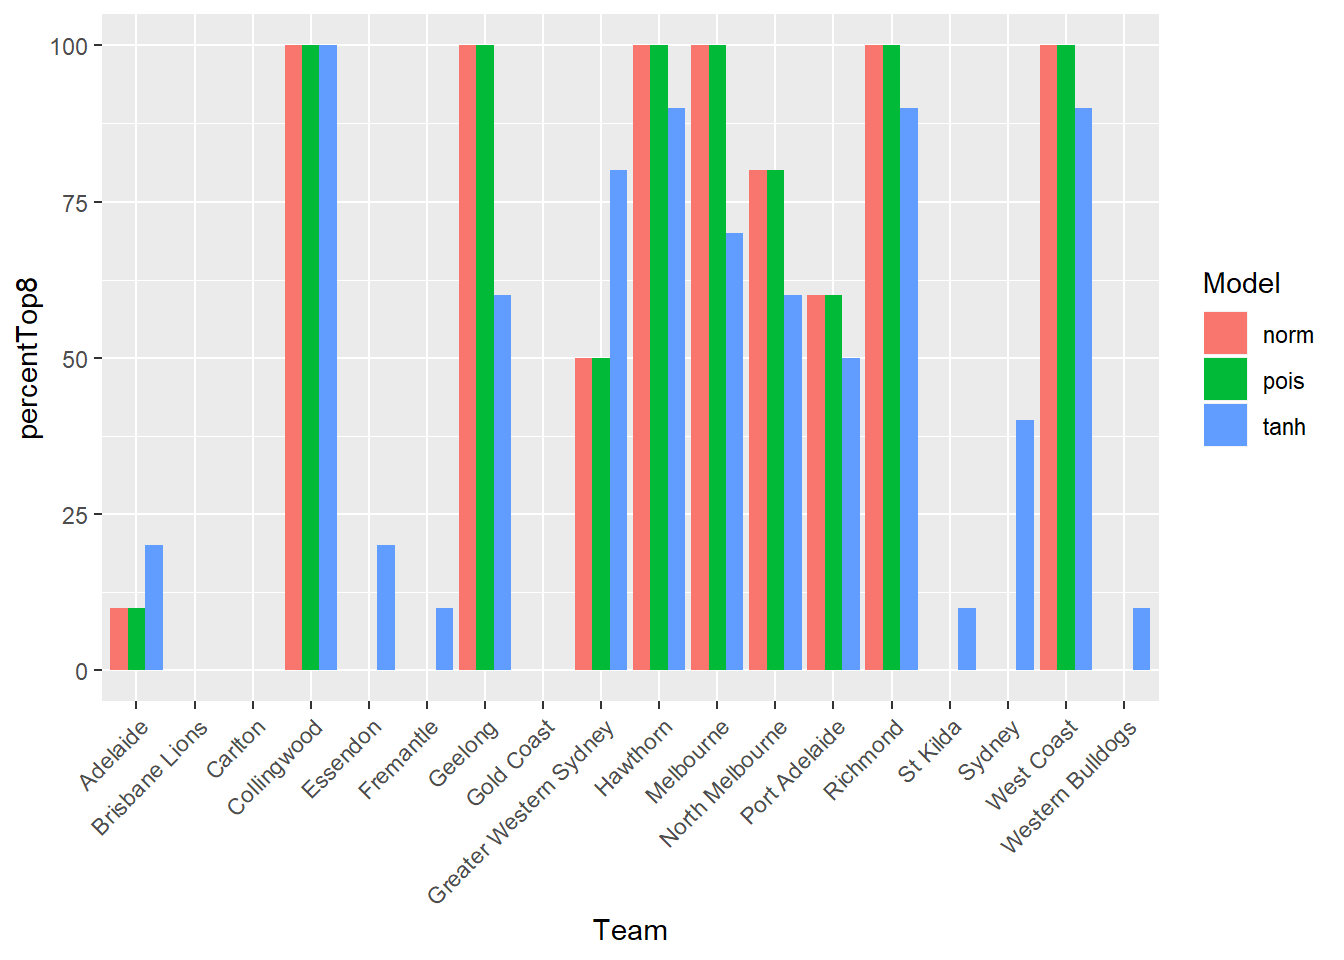 100
75
50
25
0
percentTop8
Adelaide
Brisbane Lions
Carlton
Collingwood
Essendon
Fremantle
Geelong
Gold Coast
Greater Western Sydney
Hawthorn
Melbourne
North Melbourne
Port Adelaide
Richmond
St Kilda
Sydney
West Coast
Western Bulldogs
Team
Model
norm
pois
tanh